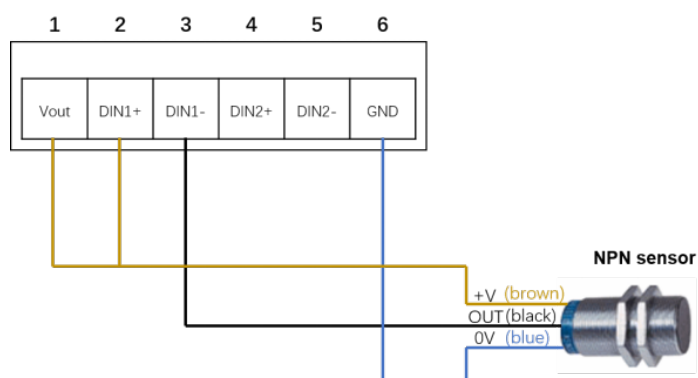 1 2 3 4 5 6
Vout DIN1+ DIN1- DIN2+ DIN2- GND
NPN sensor
+V (brown)
OUT(black)
0V (blue)